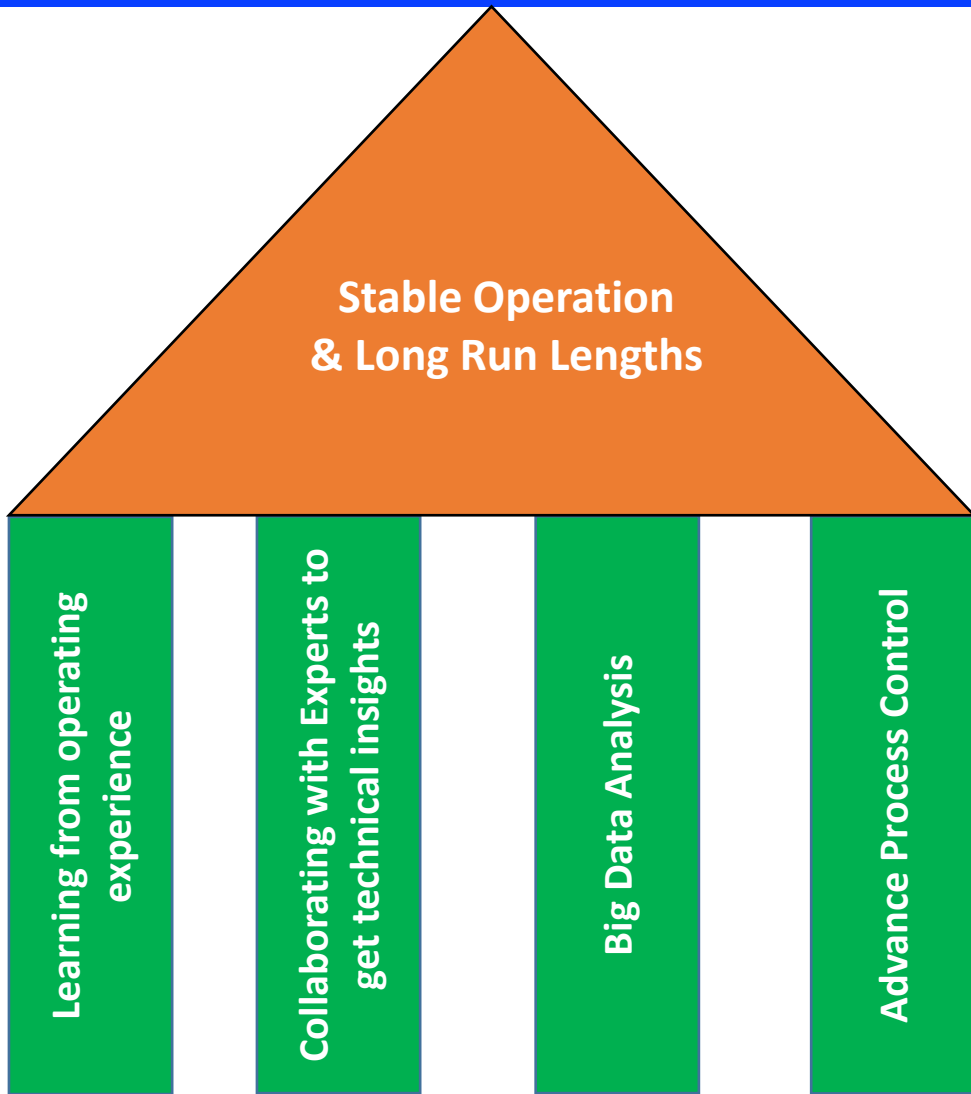 Stable Operation
& Long Run Lengths
Learning from operating
experience
Collaborating with Experts to
get technical insights
Big Data Analysis
Advance Process Control